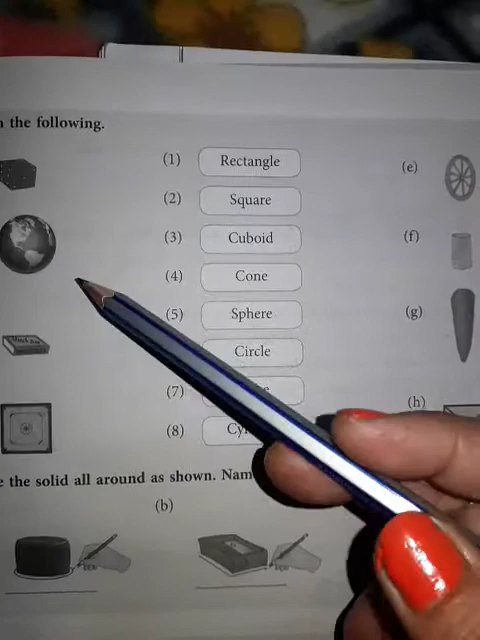 the following.
(1) Rectangle
(e)
(2) Square
(3) Cuboid
(f)
(4) Cone
(5) Sphere
(g)
Circle
(7)
(h)
(8)
the solid all around as shown.
(b)